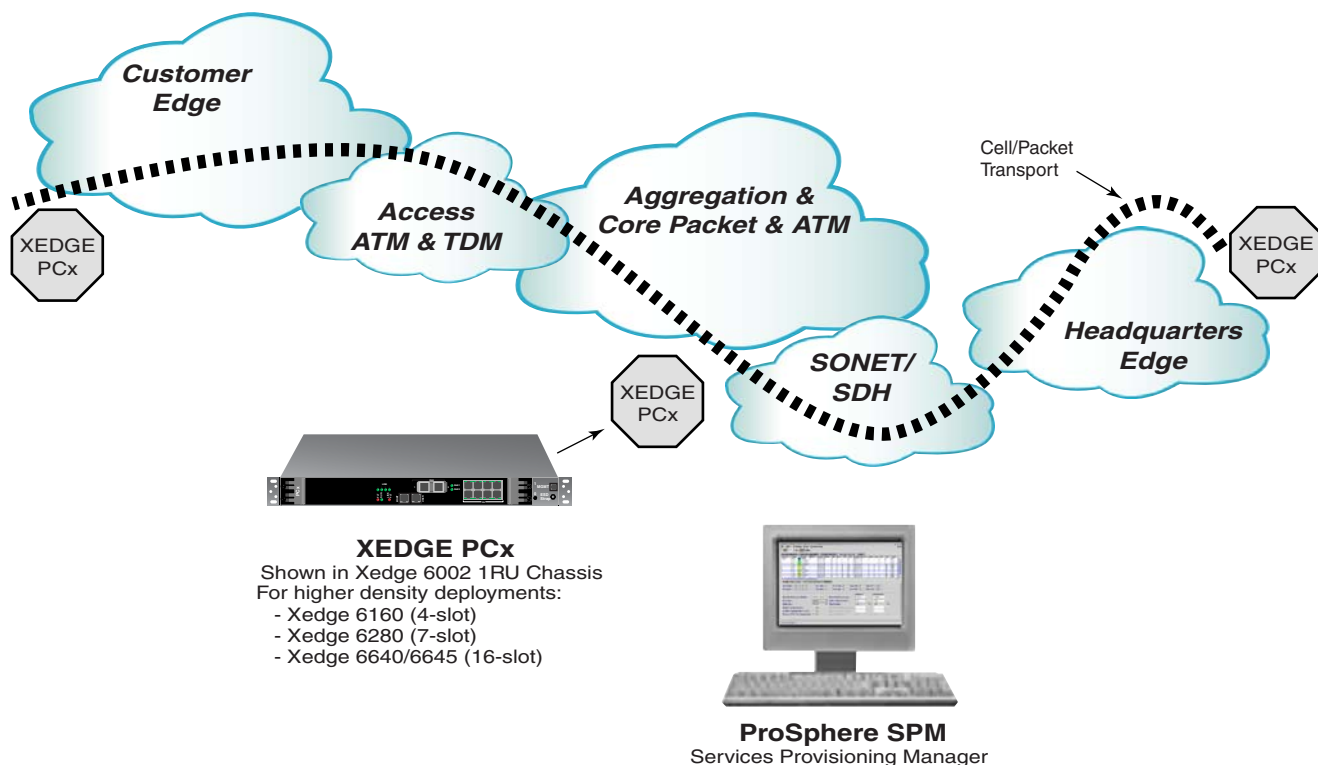 Customer
Edge
Access
ATM & TDM
Aggregation &
Core Packet & ATM
Cell/Packet
Transport
SONET/
SDH
Headquarters
Edge
XEDGE
PCx
XEDGE
PCx
XEDGE
PCx
PCx
XEDGE PCx
Shown in Xedge 6002 1RU Chassis
For higher density deployments:
- Xedge 6160 (4-slot)
- Xedge 6280 (7-slot)
- Xedge 6640/6645 (16-slot)
ProSphere SPM
Services Provisioning Manager